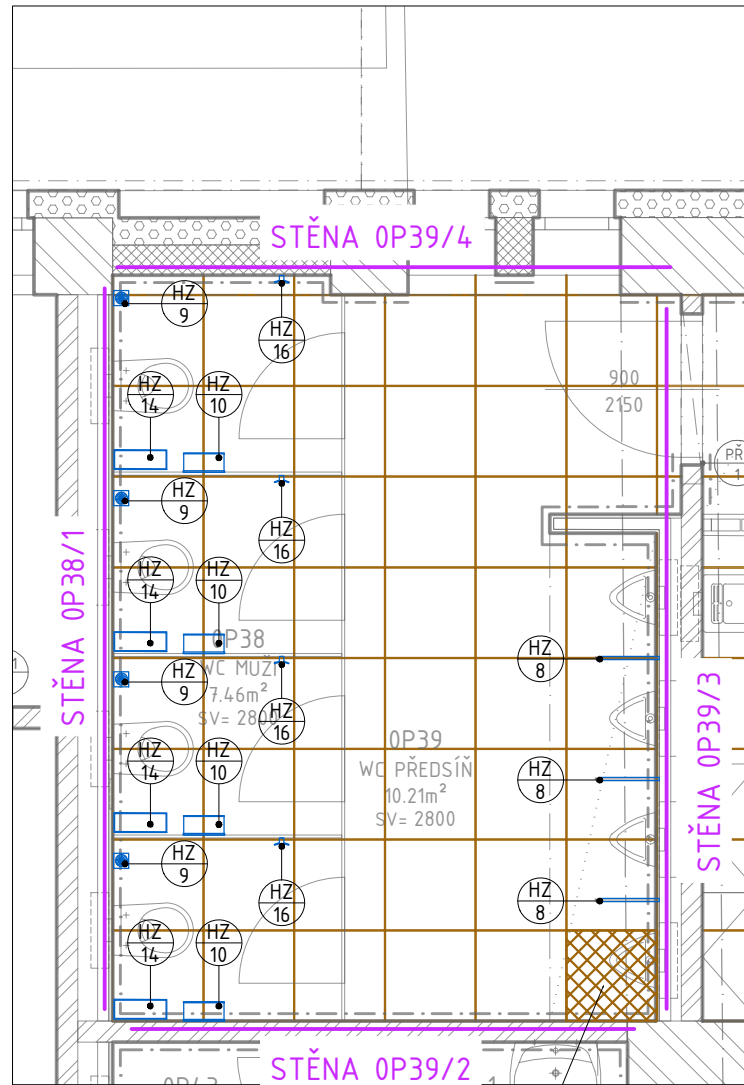 STĚNA 0P39/4
HZ
9
HZ
16
900
2150
HZ
14
HZ
10
PŘ
1
HZ
9
HZ
16
STĚNA 0P38/1
HZ
14
HZ
10
0P38
WC MUŽI
7.46m²
SV= 2800
HZ
9
HZ
16
HZ
8
STĚNA 0P39/3
0P39
WC PŘEDSÍŇ
10.21m²
SV= 2800
HZ
14
HZ
10
HZ
8
HZ
9
HZ
16
HZ
8
HZ
14
HZ
10
STĚNA 0P39/2
1